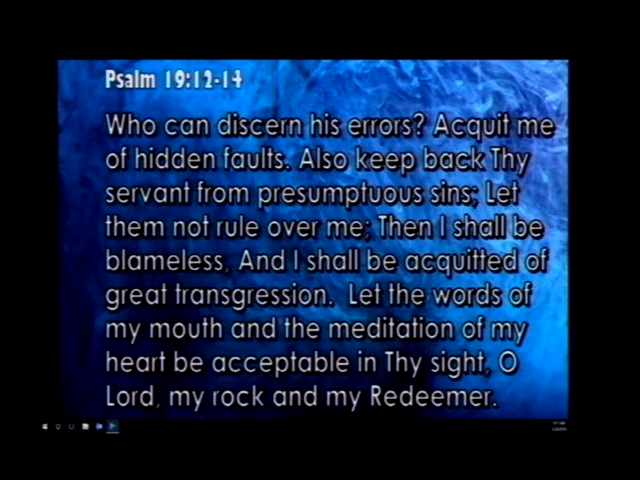 Psalm 19:12-14
Who can discern his errors? Acquit me
of hidden faults. Also keep back Thy
servant from presumptuous sins; Let
them not rule over me; Then I shall be
blameless, And I shall be acquitted of
great transgression. Let the words of
my mouth and the meditation of my
heart be acceptable in Thy sight, O
Lord, my rock and my Redeemer.